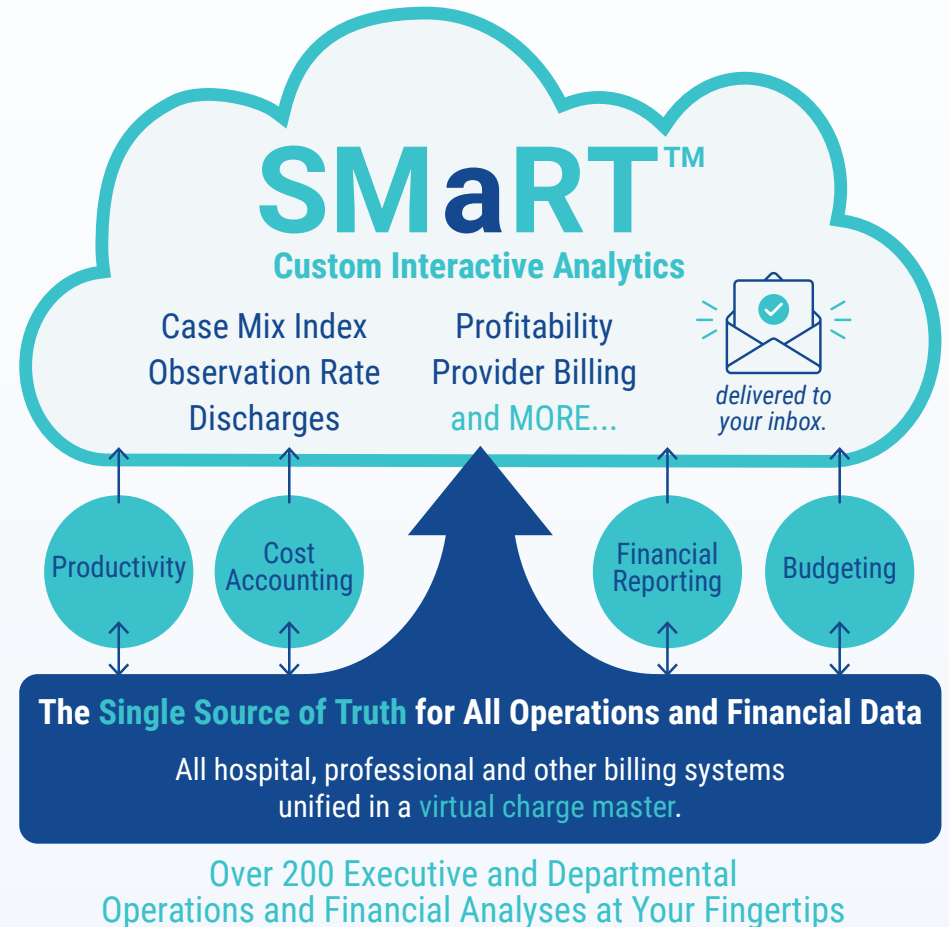 SMaRT™
Custom Interactive Analytics
Case Mix Index
Observation Rate
Discharges
Profitability
Provider Billing
and MORE...
delivered to
your inbox.
Productivity
Cost
Accounting
Financial
Reporting
Budgeting
The Single Source of Truth for All Operations and Financial Data
All hospital, professional and other billing systems
unified in a virtual charge master.
Over 200 Executive and Departmental
Operations and Financial Analyses at Your Fingertips